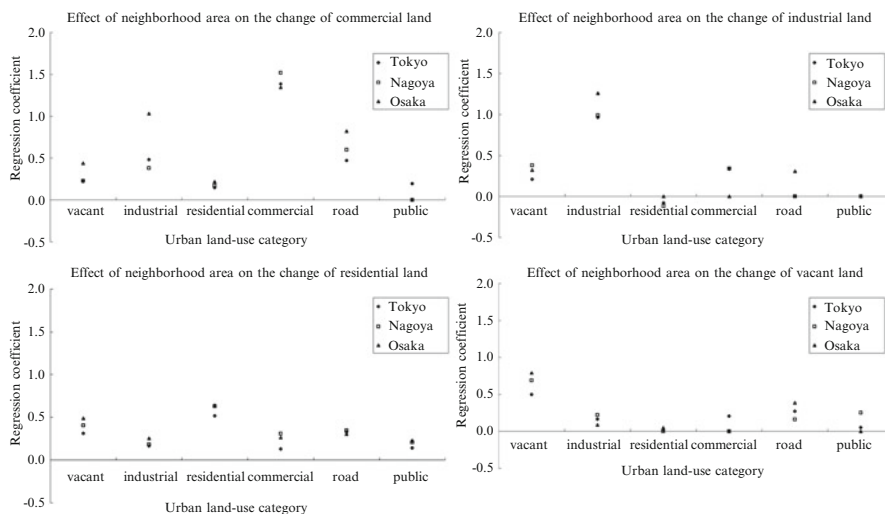 Effect of neighborhood area on the change of commercial land
2.0
1.5
1.0
0.5
0.0
-0.5
Regression coefficient
Tokyo
Nagoya
Osaka
vacant industrial residential commercial road public
Urban land-use category
Effect of neighborhood area on the change of industrial land
2.0
1.5
1.0
0.5
0.0
-0.5
Regression coefficient
Tokyo
Nagoya
Osaka
vacant industrial residential commercial road public
Urban land-use category
Effect of neighborhood area on the change of residential land
2.0
1.5
1.0
0.5
0.0
-0.5
Regression coefficient
Tokyo
Nagoya
Osaka
vacant industrial residential commercial road public
Urban land-use category
Effect of neighborhood area on the change of vacant land
2.0
1.5
1.0
0.5
0.0
-0.5
Regression coefficient
Tokyo
Nagoya
Osaka
vacant industrial residential commercial road public
Urban land-use category